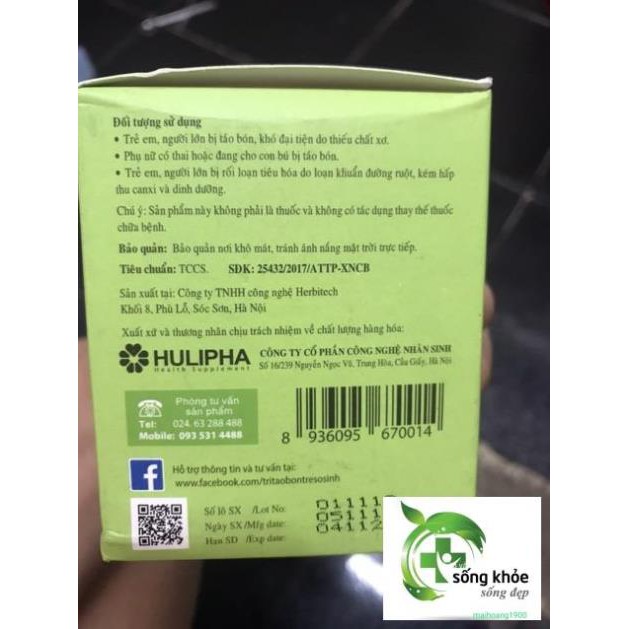 Đối tượng sử dụng
• Trẻ em, người lớn bị táo bón, khó đại tiện do thiếu chất xơ.
• Phụ nữ có thai hoặc đang cho con bú bị táo bón.
• Trẻ em, người lớn bị rối loạn tiêu hóa do loạn khuẩn đường ruột, kém hấp
thu canxi và dinh dưỡng.
Chú ý: Sản phẩm này không phải là thuốc và không có tác dụng thay thế thuốc
chữa bệnh.
Bảo quản: Bảo quản nơi khô mát, tránh ánh nắng mặt trời trực tiếp.
Tiêu chuẩn: TCCS. SĐK: 25432/2017/ATTP-XNCB
Sản xuất tại: Công ty TNHH công nghệ Herbitech
Khối 8, Phù Lỗ, Sóc Sơn, Hà Nội
Xuất xứ và thương nhân chịu trách nhiệm về chất lượng hàng hóa:
HULIPHA
Health Supplement
CÔNG TY CỔ PHẦN CÔNG NGHỆ NHÂN SINH
Số 16/239 Nguyễn Ngọc Vũ, Trung Hòa, Cầu Giấy, Hà Nội
Phòng tư vấn
sản phẩm
Tel: 024. 63 288 488
Mobile: 093 531 4488
8 936095 670014
Hỗ trợ thông tin và tư vấn tại:
www.facebook.com/tritaobontresosinh
Số lô SX /Lot No: 01111
Ngày SX /Mfg date: 05111
Han SD /Exp date: 04112
sống khỏe
sống đẹp
maihoang1900